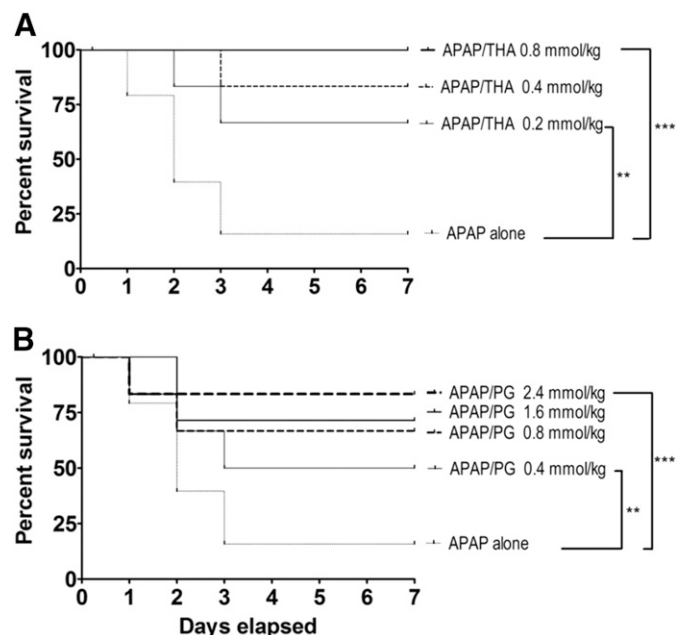 A
Percent survival
100
75
50
25
0
0 1 2 3 4 5 6 7
APAP/THA 0.8 mmol/kg
APAP/THA 0.4 mmol/kg
APAP/THA 0.2 mmol/kg
APAP alone
**
***
B
Percent survival
100
75
50
25
0
0 1 2 3 4 5 6 7
Days elapsed
APAP/PG 2.4 mmol/kg
APAP/PG 1.6 mmol/kg
APAP/PG 0.8 mmol/kg
APAP/PG 0.4 mmol/kg
APAP alone
**
***